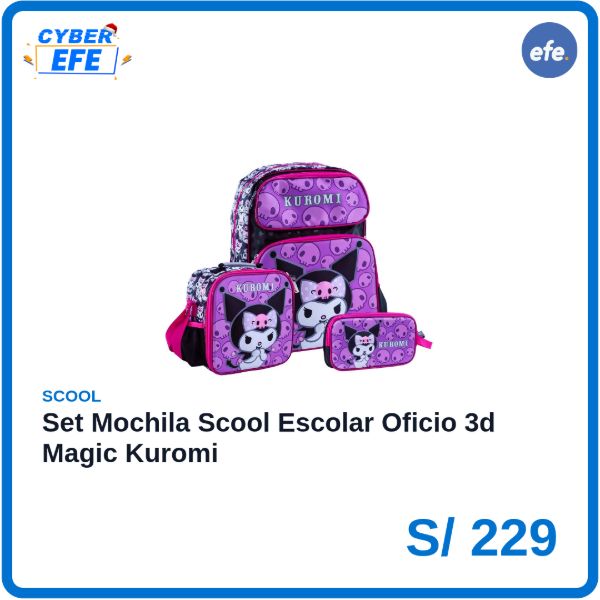 CYBER
EFE
efe.
KUROMI
KUROMI
KUROMI
SCOOL
Set Mochila Scool Escolar Oficio 3d
Magic Kuromi
S/ 229